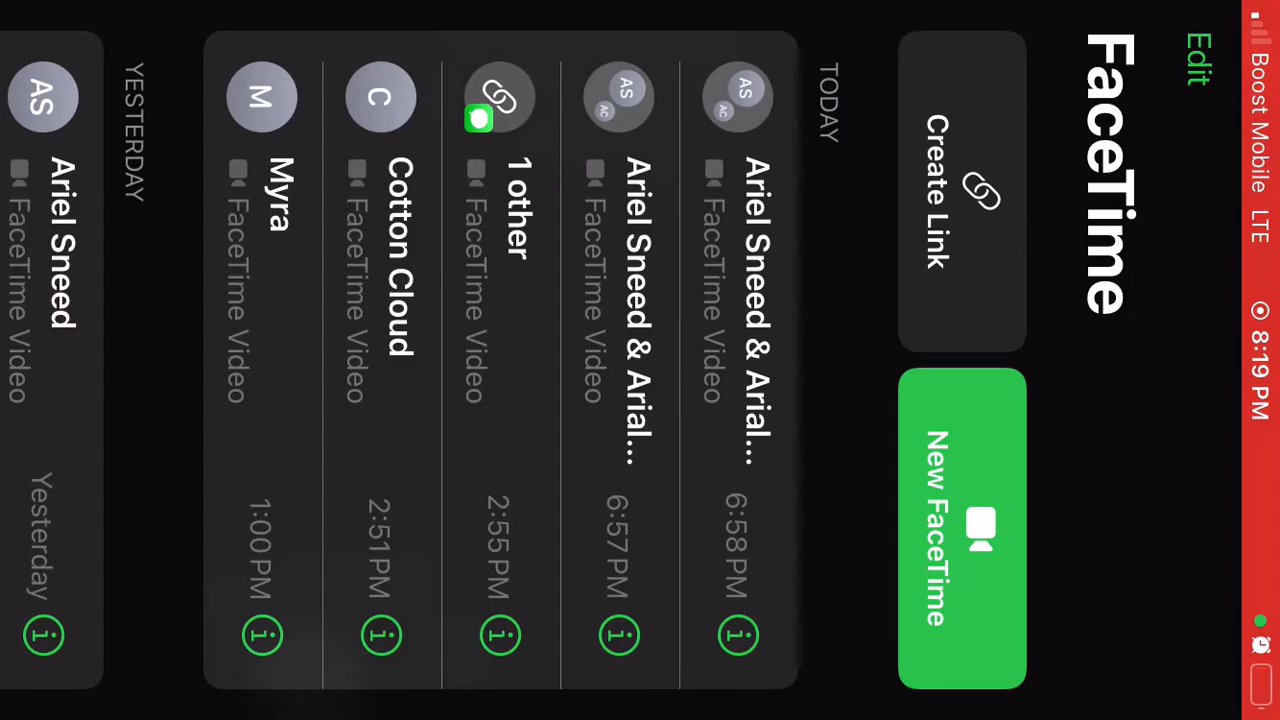 Boost Mobile LTE 8:19 PM
Edit
FaceTime
Create Link
New FaceTime
TODAY
AS
AC
Ariel Sneed & Arial...
FaceTime Video
6:58 PM
AS
AC
Ariel Sneed & Arial...
FaceTime Video
6:57 PM
1 other
FaceTime Video
2:55 PM
C
Cotton Cloud
FaceTime Video
2:51 PM
M
Myra
FaceTime Video
1:00 PM
YESTERDAY
AS
Ariel Sneed
FaceTime Video
Yesterday